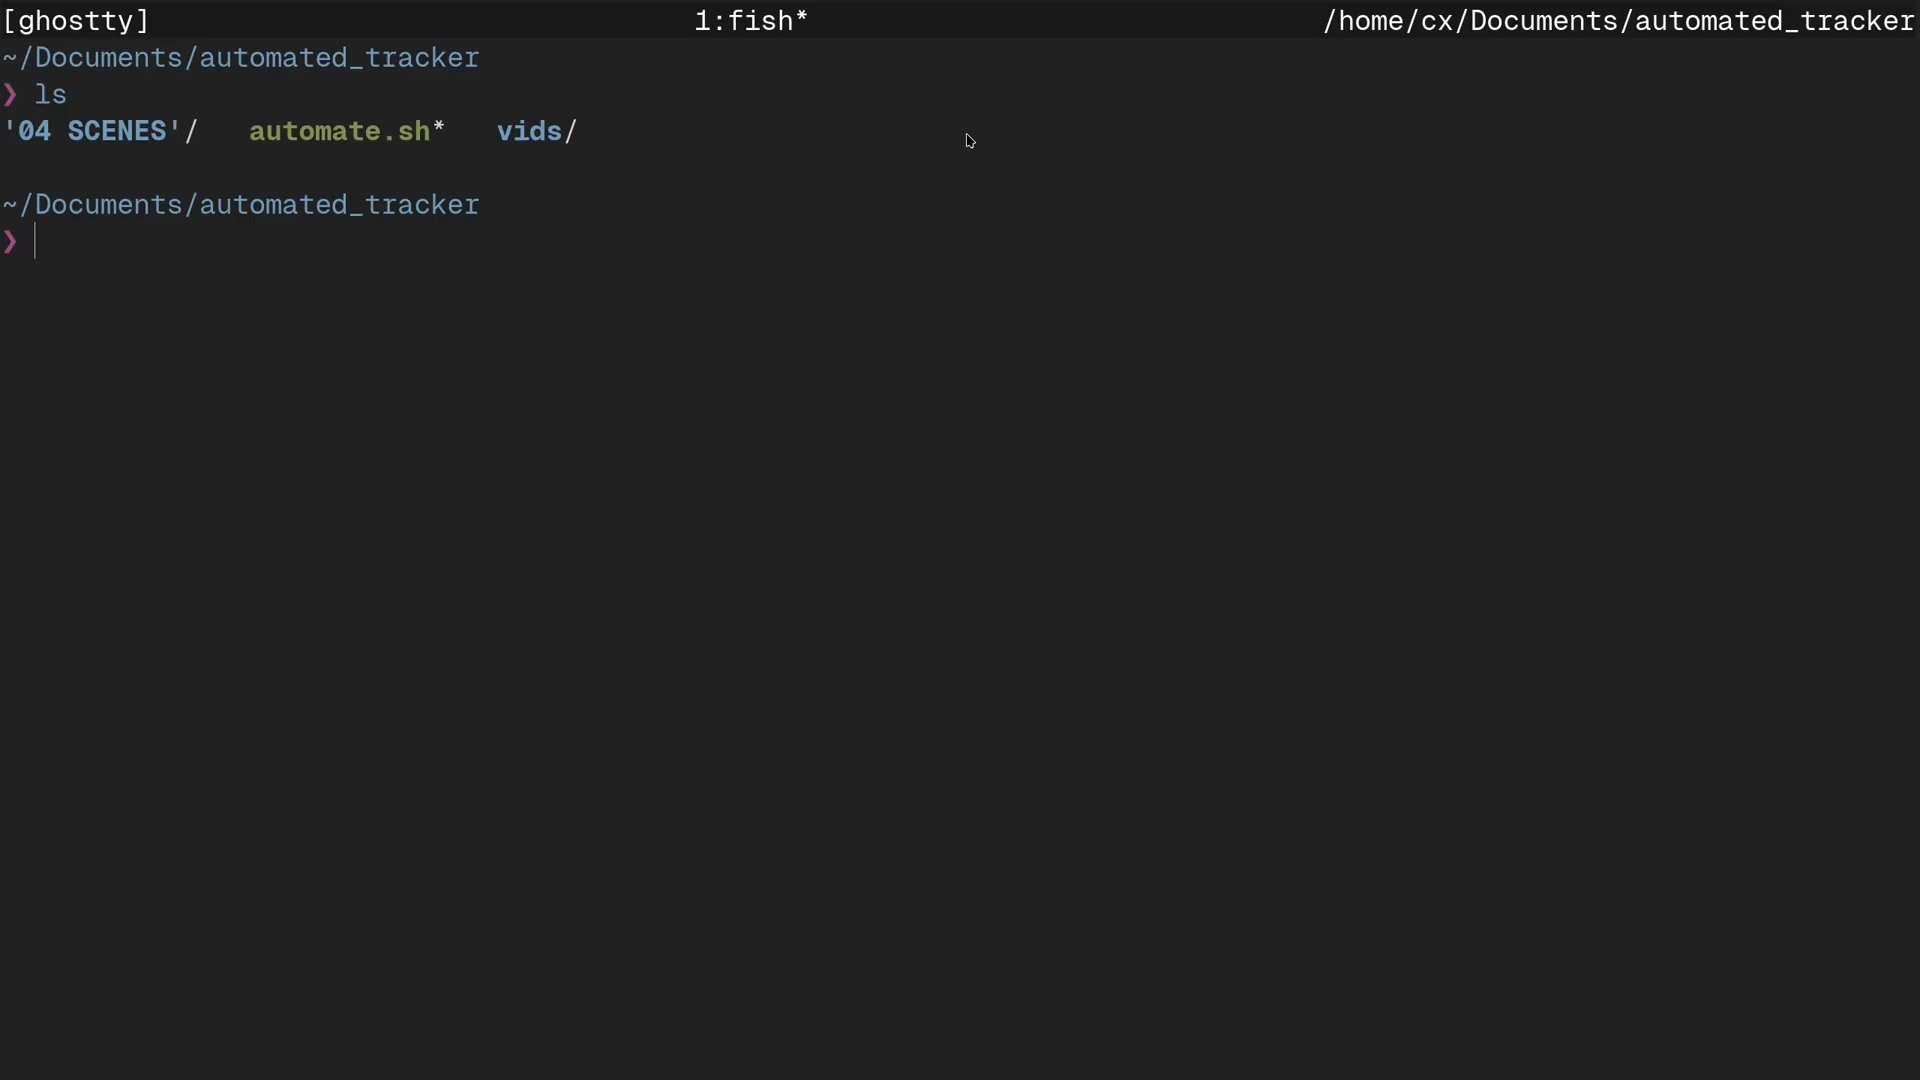 [ghostty] 1:fish* /home/cx/Documents/automated_tracker
~/Documents/automated_tracker
❯ ls
'04 SCENES'/ automate.sh* vids/
~/Documents/automated_tracker
❯